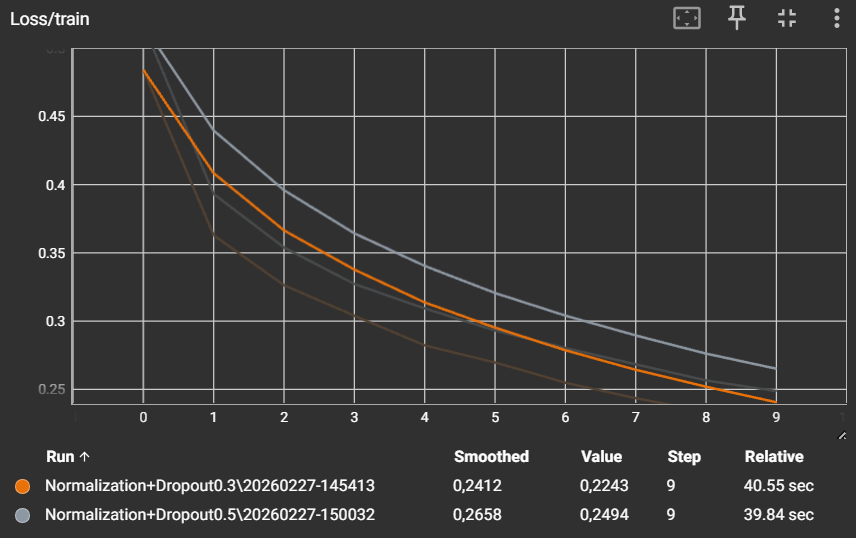 Loss/train
0.45
0.4
0.35
0.3
0.25
0 1 2 3 4 5 6 7 8 9
Run ↑ Smoothed Value Step Relative
Normalization+Dropout0.3\20260227-145413 0,2412 0,2243 9 40.55 sec
Normalization+Dropout0.5\20260227-150032 0,2658 0,2494 9 39.84 sec